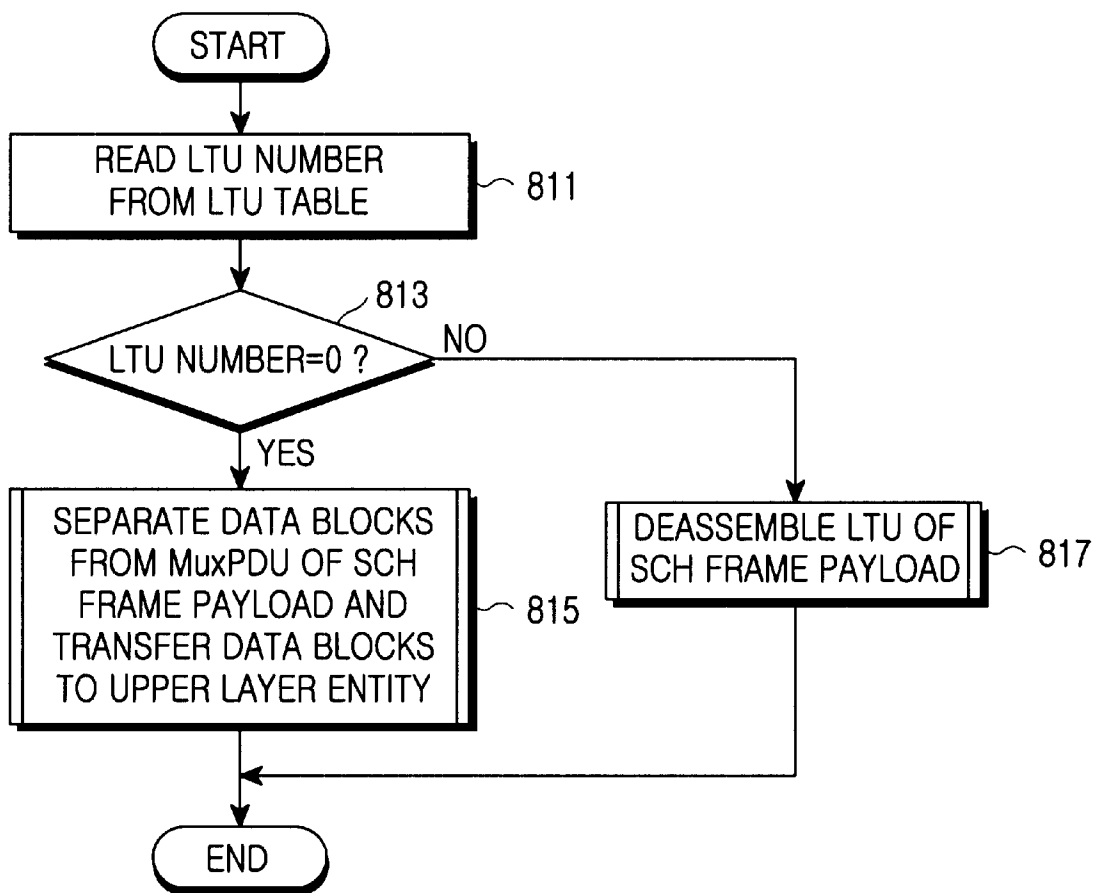 START
READ LTU NUMBER
FROM LTU TABLE
811
813
LTU NUMBER=0 ?
NO
YES
SEPARATE DATA BLOCKS
FROM MuxPDU OF SCH
FRAME PAYLOAD AND
TRANSFER DATA BLOCKS
TO UPPER LAYER ENTITY
815
DEASSEMBLE LTU OF
SCH FRAME PAYLOAD
817
END